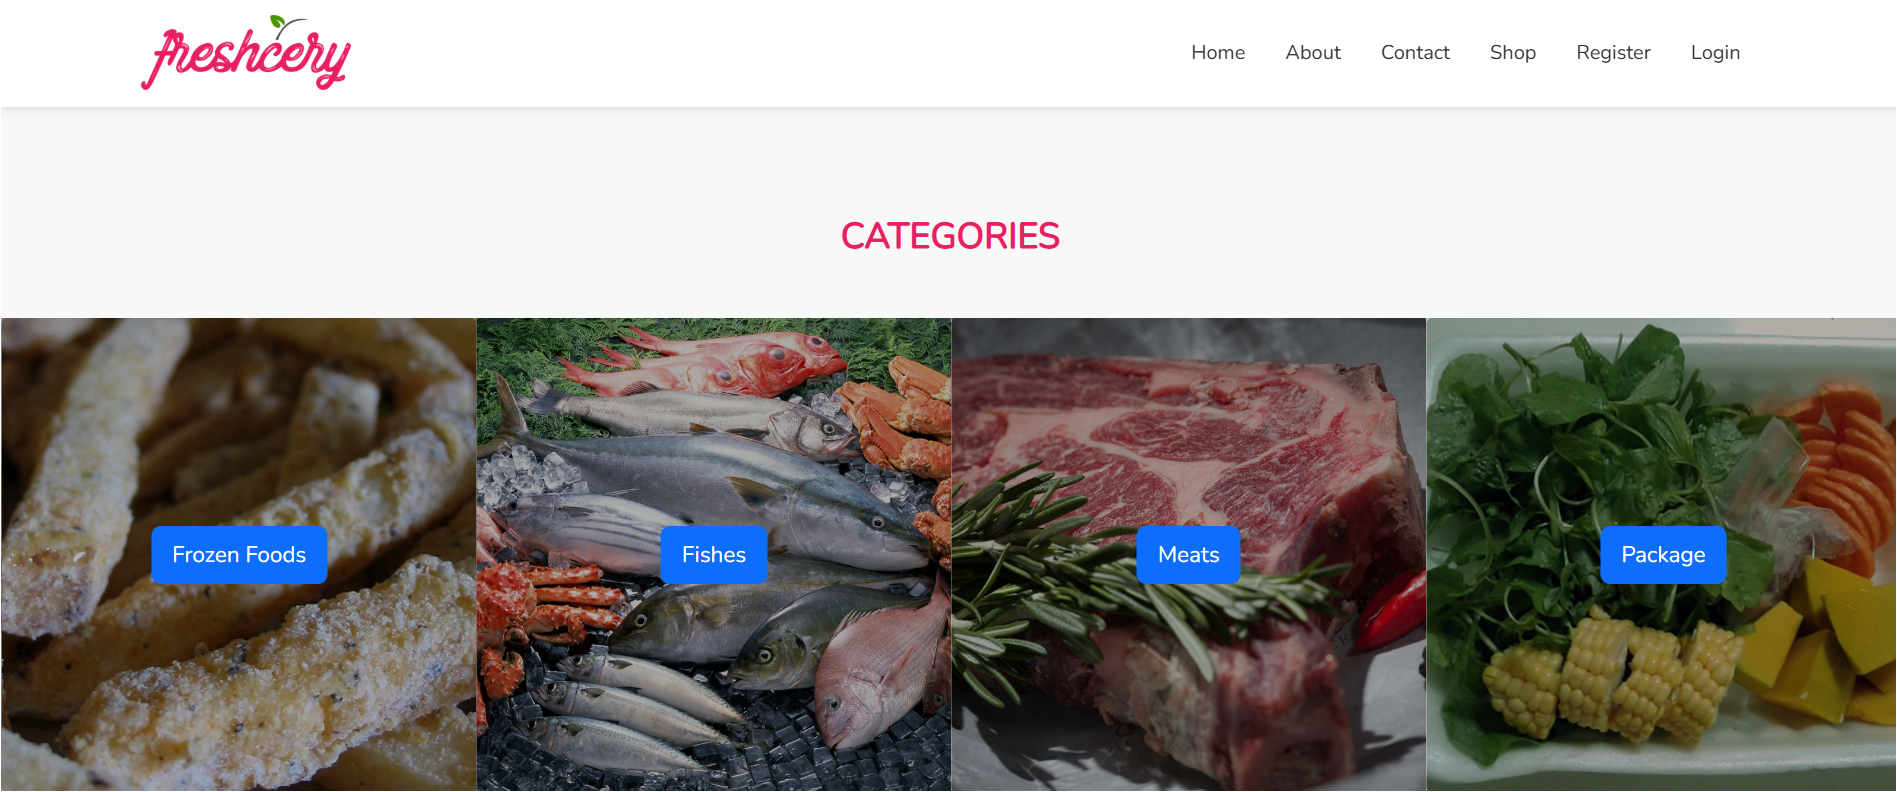 freshcery
Home About Contact Shop Register Login
CATEGORIES
Frozen Foods Fishes Meats Package